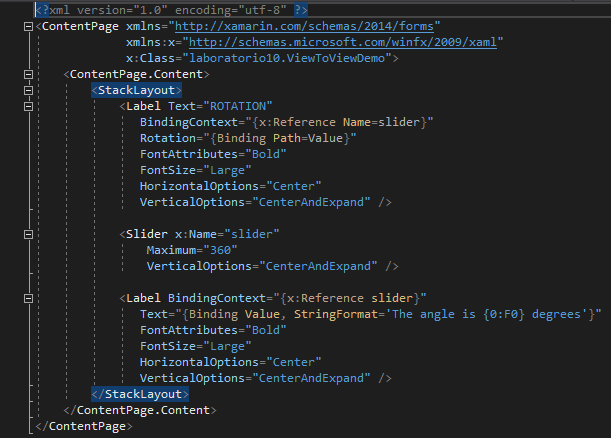 <?xml version="1.0" encoding="utf-8" ?>
<ContentPage xmlns="http://xamarin.com/schemas/2014/forms"
xmlns:x="http://schemas.microsoft.com/winfx/2009/xaml"
x:Class="laboratorio10.ViewToViewDemo">
<ContentPage.Content>
<StackLayout>
<Label Text="ROTATION"
BindingContext="{x:Reference Name=slider}"
Rotation="{Binding Path=Value}"
FontAttributes="Bold"
FontSize="Large"
HorizontalOptions="Center"
VerticalOptions="CenterAndExpand" />
<Slider x:Name="slider"
Maximum="360"
VerticalOptions="CenterAndExpand" />
<Label BindingContext="{x:Reference slider}"
Text="{Binding Value, StringFormat='The angle is {0:F0} degrees'}"
FontAttributes="Bold"
FontSize="Large"
HorizontalOptions="Center"
VerticalOptions="CenterAndExpand" />
</StackLayout>
</ContentPage.Content>
</ContentPage>